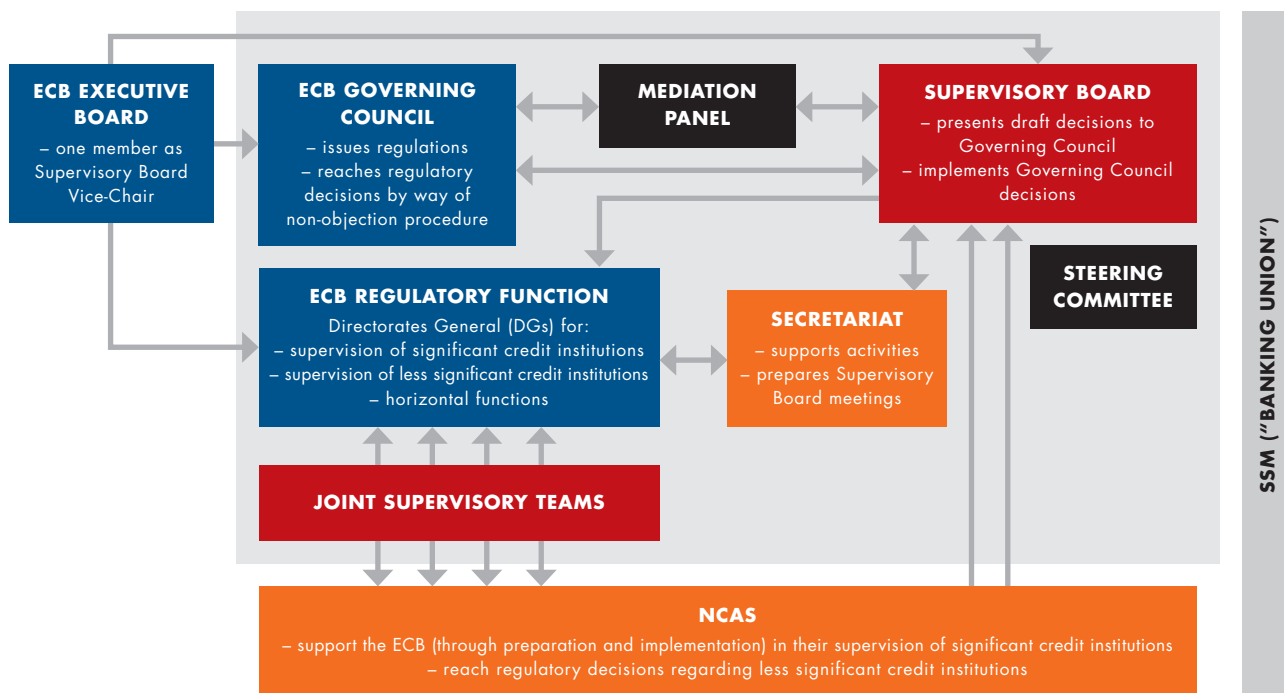 ECB EXECUTIVE
BOARD
– one member as
Supervisory Board
Vice-Chair
ECB GOVERNING
COUNCIL
– issues regulations
– reaches regulatory
decisions by way of
non-objection procedure
MEDIATION
PANEL
SUPERVISORY BOARD
– presents draft decisions to
Governing Council
– implements Governing Council
decisions
STEERING
COMMITTEE
ECB REGULATORY FUNCTION
Directorates General (DGs) for:
– supervision of significant credit institutions
– supervision of less significant credit institutions
– horizontal functions
SECRETARIAT
– supports activities
– prepares Supervisory
Board meetings
JOINT SUPERVISORY TEAMS
NCAS
– support the ECB (through preparation and implementation) in their supervision of significant credit institutions
– reach regulatory decisions regarding less significant credit institutions
SSM (“BANKING UNION”)